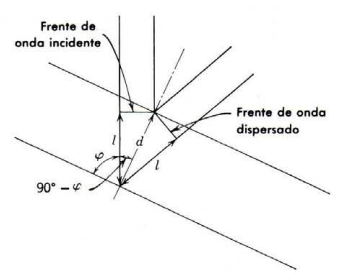 Frente de
onda incidente
Frente de onda
dispersado
l
d
l
φ
90° – φ